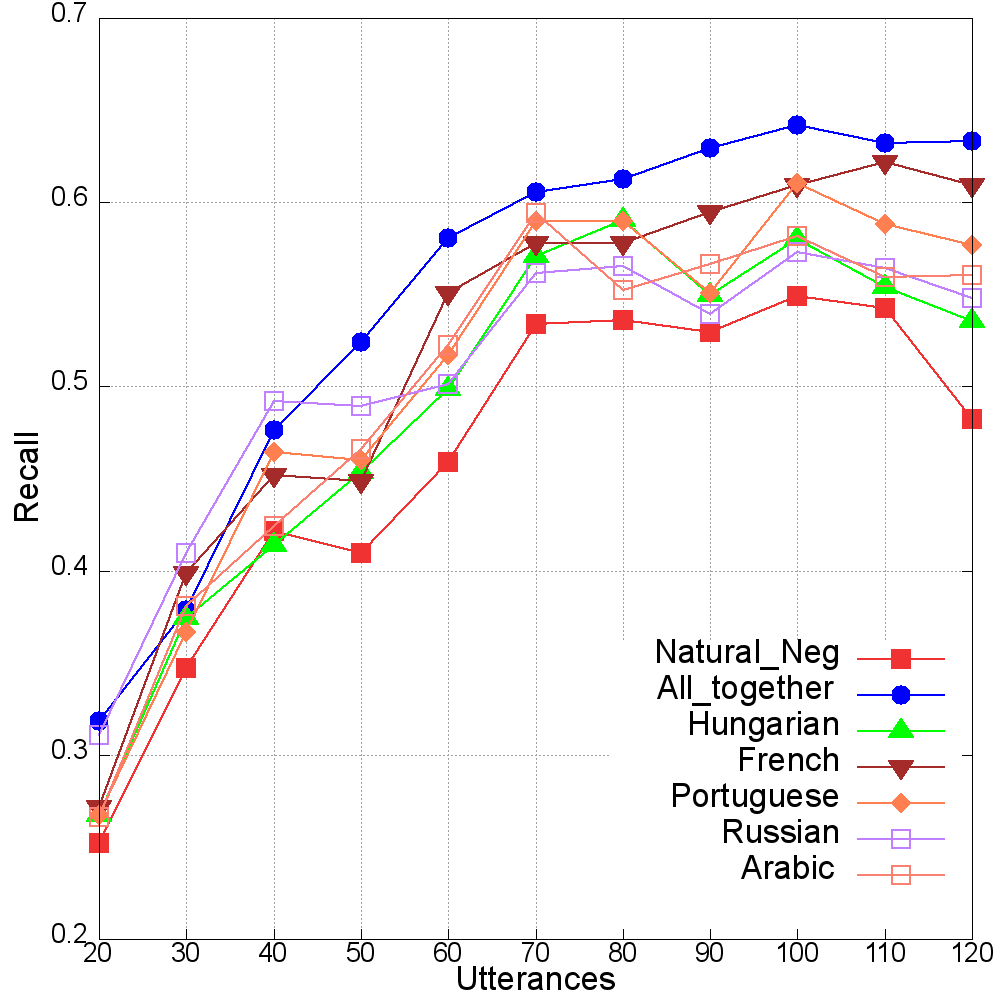 0.7
0.6
0.5
0.4
0.3
0.2
Recall
Natural_Neg
All_together
Hungarian
French
Portuguese
Russian
Arabic
20 30 40 50 60 70 80 90 100 110 120
Utterances